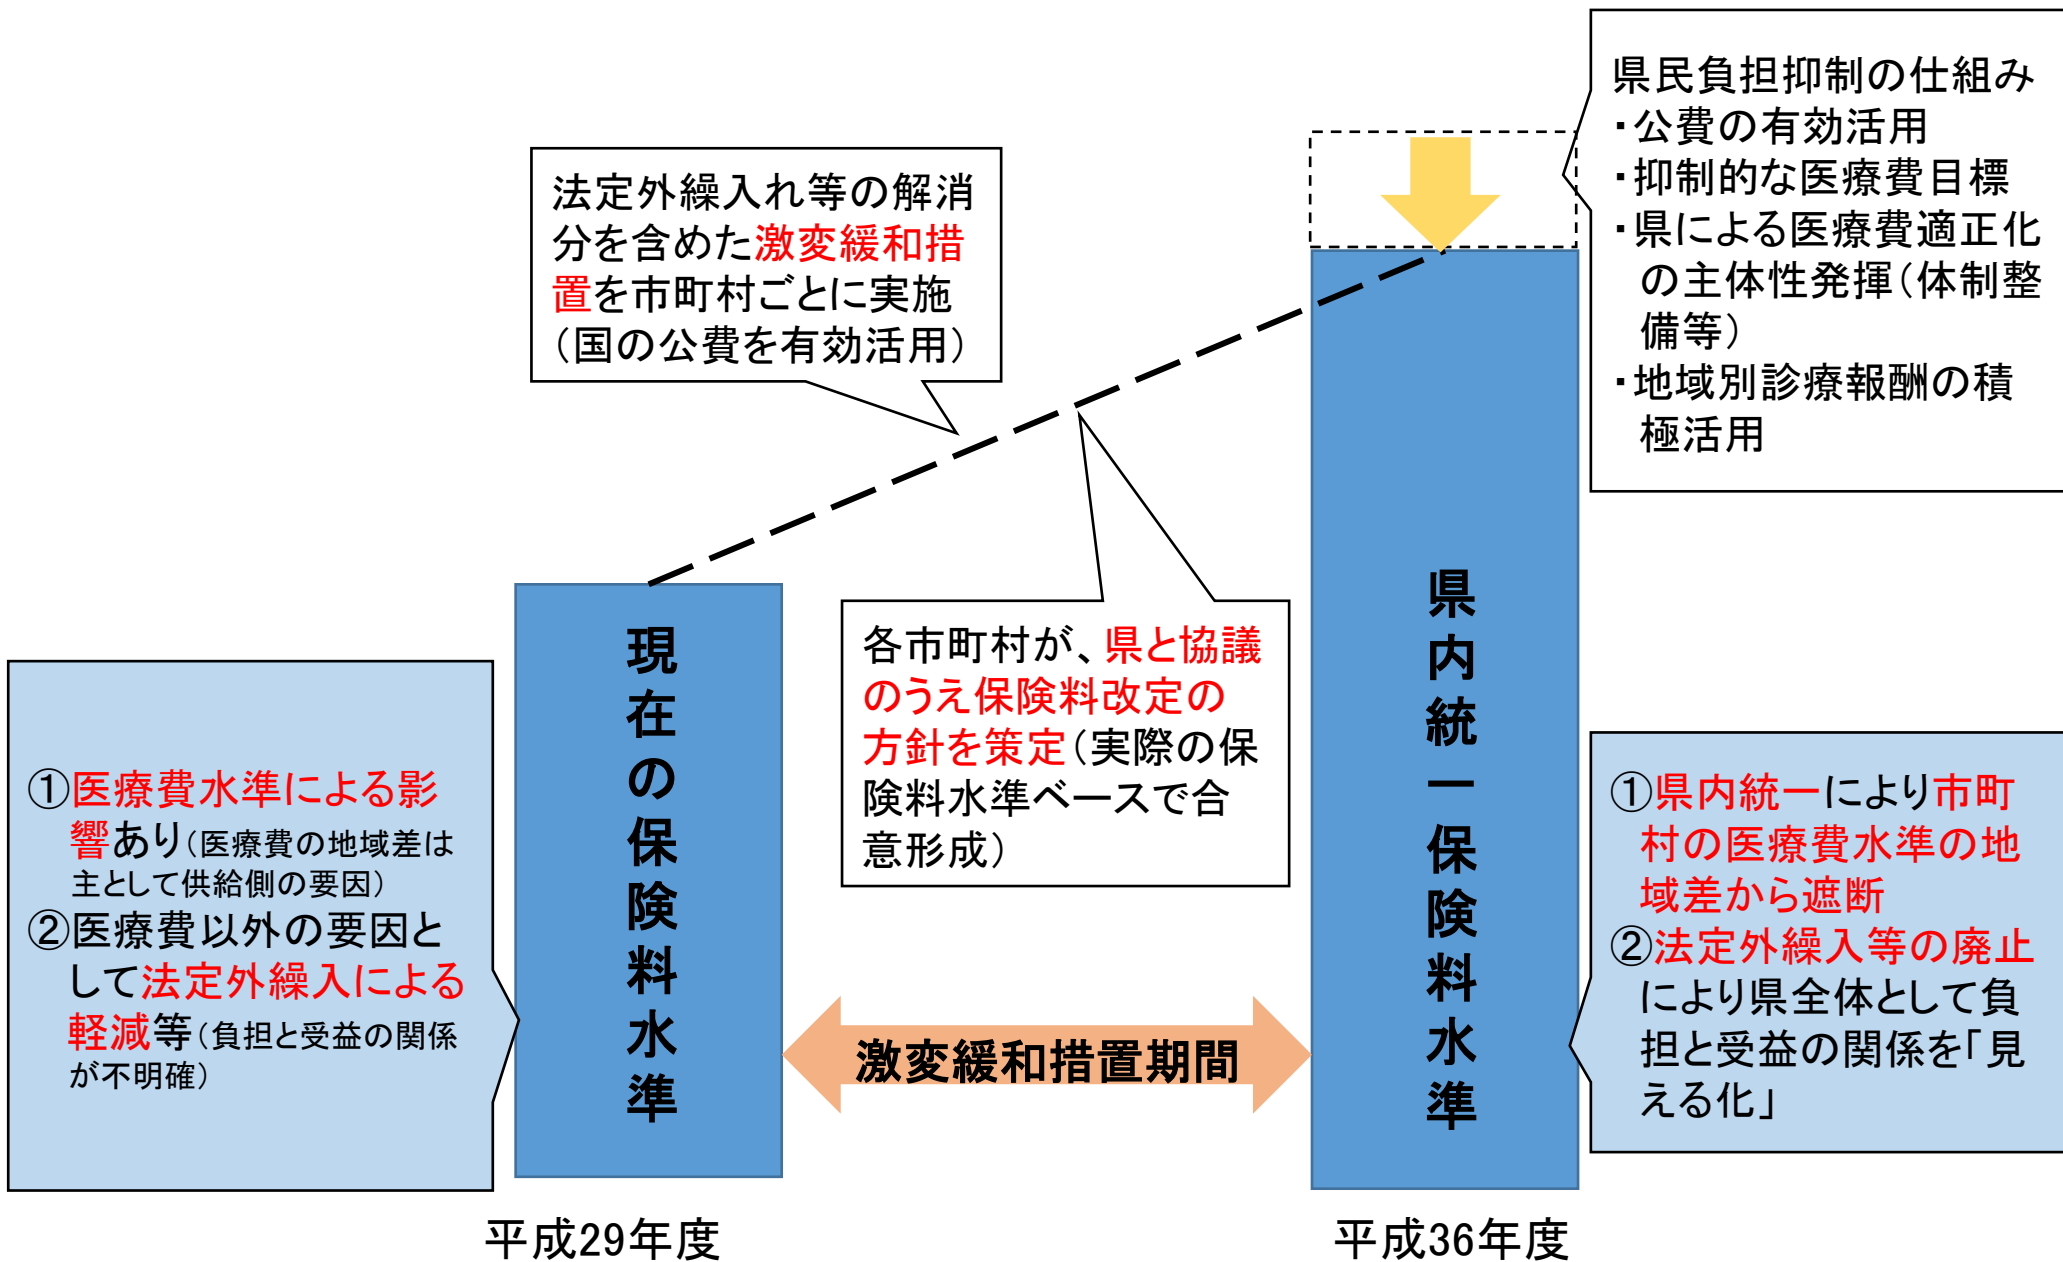 県民負担抑制の仕組み
・公費の有効活用
・抑制的な医療費目標
・県による医療費適正化
の主体性発揮（体制整
備等）
・地域別診療報酬の積
極活用
法定外繰入れ等の解消
分を含めた激変緩和措
置を市町村ごとに実施
（国の公費を有効活用）
各市町村が、県と協議
のうえ保険料改定の
方針を策定（実際の保
険料水準ベースで合
意形成）
現在の保険料水準
県内統一保険料水準
①医療費水準による影
響あり（医療費の地域差は
主として供給側の要因）
②医療費以外の要因と
して法定外繰入による
軽減等（負担と受益の関係
が不明確）
①県内統一により市町
村の医療費水準の地
域差から遮断
②法定外繰入等の廃止
により県全体として負
担と受益の関係を「見
える化」
激変緩和措置期間
平成29年度
平成36年度